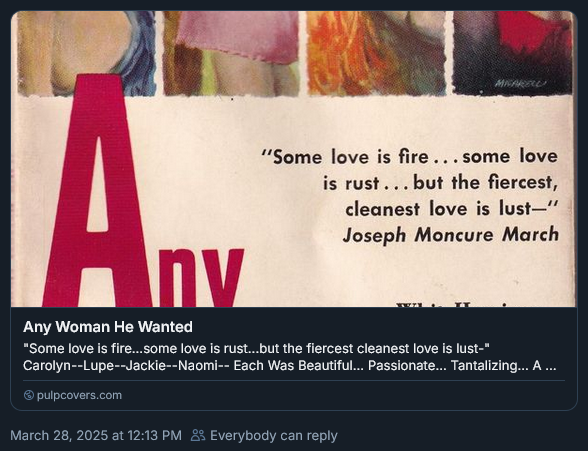 MIRABELLI
"Some love is fire...some love
is rust...but the fiercest,
cleanest love is lust—"
Joseph Moncure March
Any
Any Woman He Wanted
"Some love is fire...some love is rust...but the fiercest cleanest love is lust-"
Carolyn--Lupe--Jackie--Naomi-- Each Was Beautiful... Passionate... Tantalizing... A ...
pulpcovers.com
March 28, 2025 at 12:13 PM
Everybody can reply